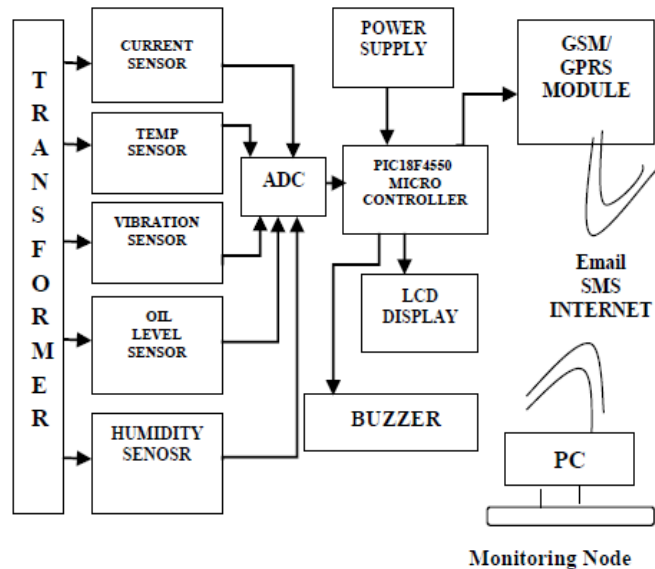 TRANSFORMER
CURRENT
SENSOR
TEMP
SENSOR
VIBRATION
SENSOR
OIL
LEVEL
SENSOR
HUMIDITY
SENOSR
ADC
POWER
SUPPLY
PIC18F4550
MICRO
CONTROLLER
LCD
DISPLAY
BUZZER
GSM/
GPRS
MODULE
Email
SMS
INTERNET
PC
Monitoring Node